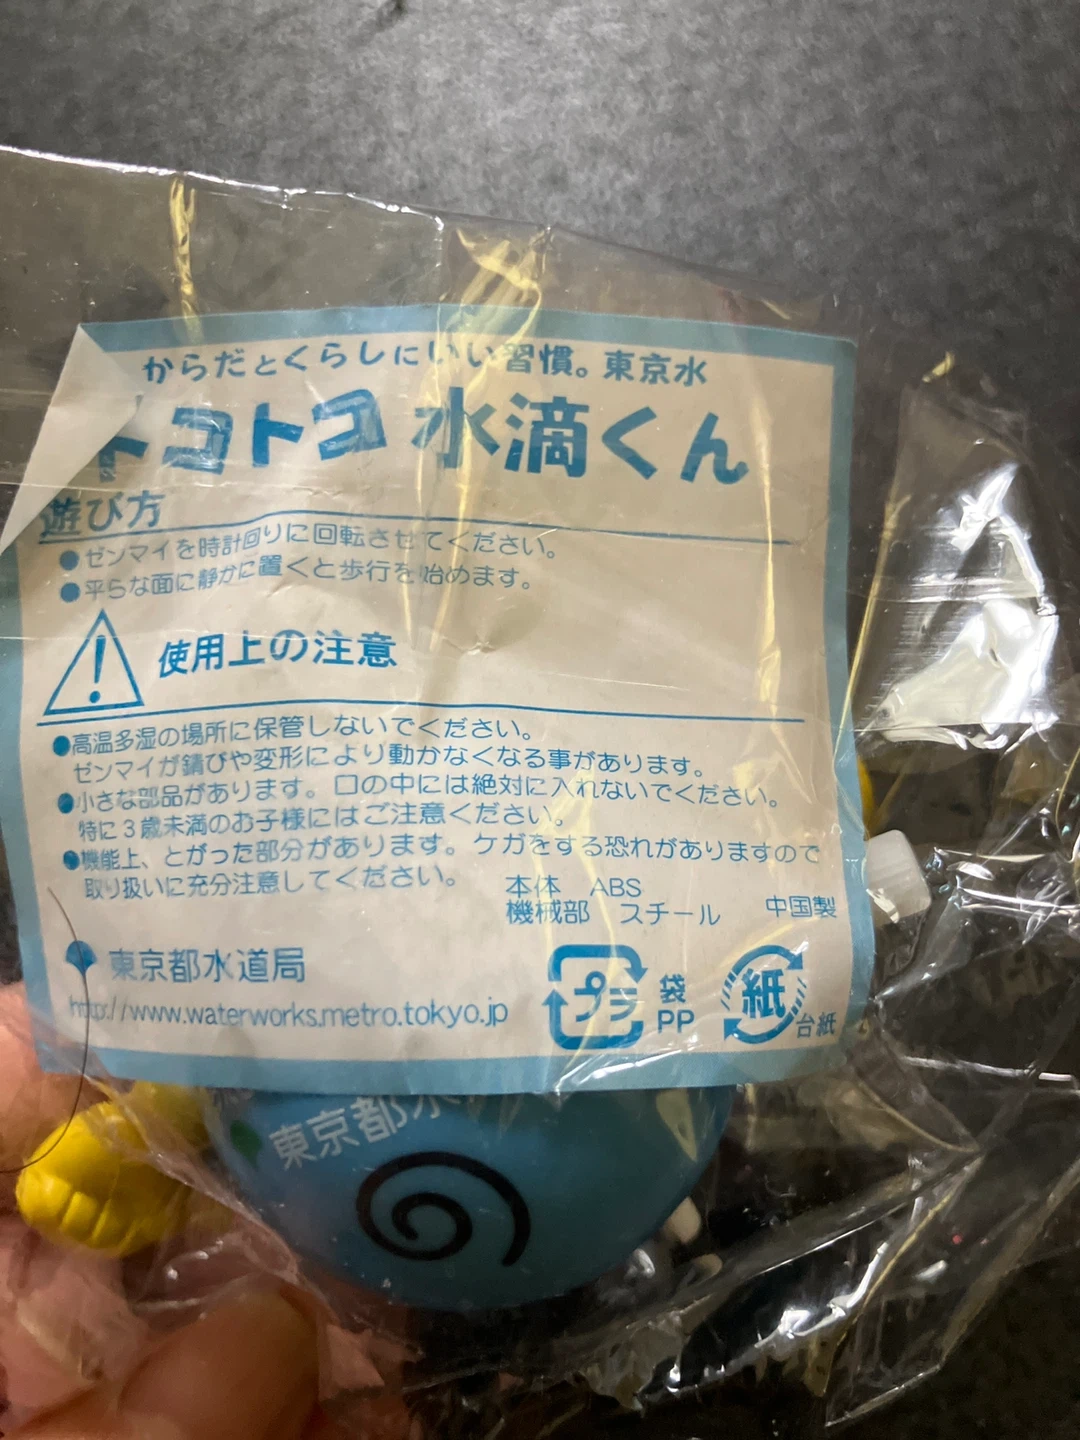 からだとくらしにいい習慣。東京水
トコトコ 水滴くん
遊び方
●ゼンマイを時計回りに回転させてください。
●平らな面に静かに置くと歩行を始めます。
使用上の注意
●高温多湿の場所に保管しないでください。
ゼンマイが錆びや変形により動かなくなる事があります。
●小さな部品があります。口の中には絶対に入れないでください。
特に3歳未満のお子様にはご注意ください。
●機能上、とがった部分があります。ケガをする恐れがありますので
取り扱いに充分注意してください。
本体 ABS
機械部 スチール 中国製
東京都水道局
http://www.waterworks.metro.tokyo.jp
プラ 袋 PP
紙 台紙
東京都水